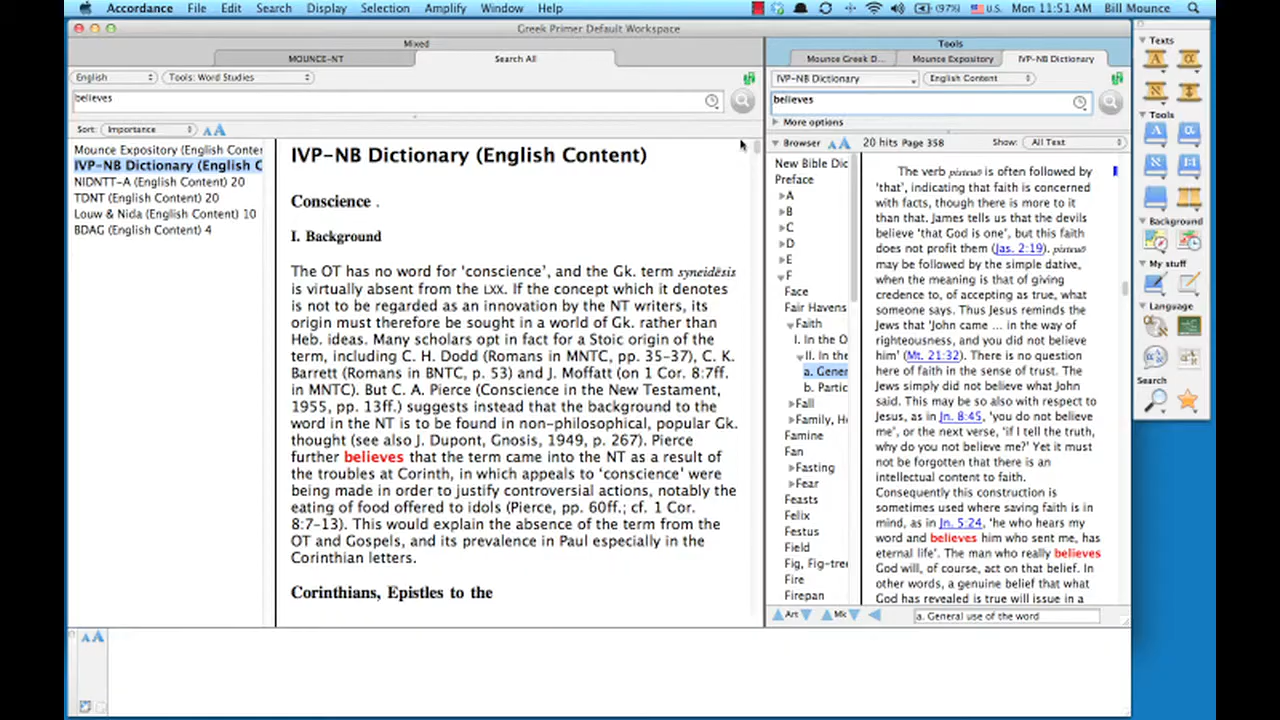 Accordance File Edit Search Display Selection Amplify Window Help (97%) U.S. Mon 11:51 AM Bill Mounce
Greek Primer Default Workspace
Mixed
MOUNCE-NT Search All
English Tools: Word Studies
believes
Sort: Importance AA
Mounce Expository (English Conter
IVP-NB Dictionary (English C
NIDNTT-A (English Content) 20
TDNT (English Content) 20
Louw & Nida (English Content) 10
BDAG (English Content) 4
IVP-NB Dictionary (English Content)
Conscience .
I. Background
The OT has no word for ‘conscience’, and the Gk. term syneidēsis
is virtually absent from the LXX. If the concept which it denotes
is not to be regarded as an innovation by the NT writers, its
origin must therefore be sought in a world of Gk. rather than
Heb. ideas. Many scholars opt in fact for a Stoic origin of the
term, including C. H. Dodd (Romans in MNTC, pp. 35-37), C. K.
Barrett (Romans in BNTC, p. 53) and J. Moffatt (on 1 Cor. 8:7ff.
in MNTC). But C. A. Pierce (Conscience in the New Testament,
1955, pp. 13ff.) suggests instead that the background to the
word in the NT is to be found in non-philosophical, popular Gk.
thought (see also J. Dupont, Gnosis, 1949, p. 267). Pierce
further believes that the term came into the NT as a result of
the troubles at Corinth, in which appeals to ‘conscience’ were
being made in order to justify controversial actions, notably the
eating of food offered to idols (Pierce, pp. 60ff.; cf. 1 Cor.
8:7-13). This would explain the absence of the term from the
OT and Gospels, and its prevalence in Paul especially in the
Corinthian letters.
Corinthians, Epistles to the
AA
Tools
Mounce Greek D... Mounce Expository IVP-NB Dictionary
IVP-NB Dictionary English Content
believes
More options
Browser AA 20 hits Page 358 Show: All Text
New Bible Dic
Preface
A
B
C
D
E
F
Face
Fair Havens
Faith
I. In the O
II. In the
a. Gener
b. Partic
Fall
Family, H
Famine
Fan
Fasting
Fear
Feasts
Felix
Festus
Field
Fig, Fig-tree
Fire
Firepan
The verb pisteuō is often followed by
‘that’, indicating that faith is concerned
with facts, though there is more to it
than that. James tells us that the devils
believe ‘that God is one’, but this faith
does not profit them (Jas. 2:19). pisteuō
may be followed by the simple dative,
when the meaning is that of giving
credence to, of accepting as true, what
someone says. Thus Jesus reminds the
Jews that ‘John came ... in the way of
righteousness, and you did not believe
him’ (Mt. 21:32). There is no question
here of faith in the sense of trust. The
Jews simply did not believe what John
said. This may be so also with respect to
Jesus, as in Jn. 8:45, ‘you do not believe
me’, or the next verse, ‘if I tell the truth,
why do you not believe me?’ Yet it must
not be forgotten that there is an
intellectual content to faith.
Consequently this construction is
sometimes used where saving faith is in
mind, as in Jn. 5:24, ‘he who hears my
word and believes him who sent me, has
eternal life’. The man who really believes
God will, of course, act on that belief. In
other words, a genuine belief that what
God has revealed is true will issue in a
Art Mk a. General use of the word
Texts
Tools
Background
My stuff
Language
Search